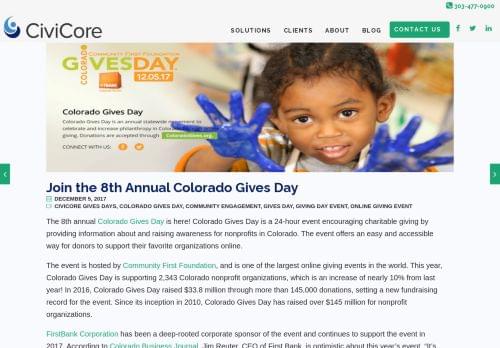 303-477-0900
CiviCore
SOLUTIONS CLIENTS ABOUT BLOG CONTACT US
COMMUNITY FIRST FOUNDATION
COLORADO
GIVESDAY
12.05.17
Colorado Gives Day
Colorado Gives Day is an annual statewide movement to
celebrate and increase philanthropy in Colorado through online
giving. Donations are accepted through ColoradoGives.org.
CONNECT WITH US:
Join the 8th Annual Colorado Gives Day
DECEMBER 5, 2017
CIVICORE GIVES DAYS, COLORADO GIVES DAY, COMMUNITY ENGAGEMENT, GIVES DAY, GIVING DAY EVENT, ONLINE GIVING EVENT
The 8th annual Colorado Gives Day is here! Colorado Gives Day is a 24-hour event encouraging charitable giving by
providing information about and raising awareness for nonprofits in Colorado. The event offers an easy and accessible
way for donors to support their favorite organizations online.
The event is hosted by Community First Foundation, and is one of the largest online giving events in the world. This year,
Colorado Gives Day is supporting 2,343 Colorado nonprofit organizations, which is an increase of nearly 10% from last
year! In 2016, Colorado Gives Day raised $33.8 million through more than 145,000 donations, setting a new fundraising
record for the event. Since its inception in 2010, Colorado Gives Day has raised over $145 million for nonprofit
organizations.
FirstBank Corporation has been a deep-rooted corporate sponsor of the event and continues to support the event in
2017. According to Colorado Business Journal, Jim Reuter, CEO of First Bank, is optimistic about this year's event. "It's